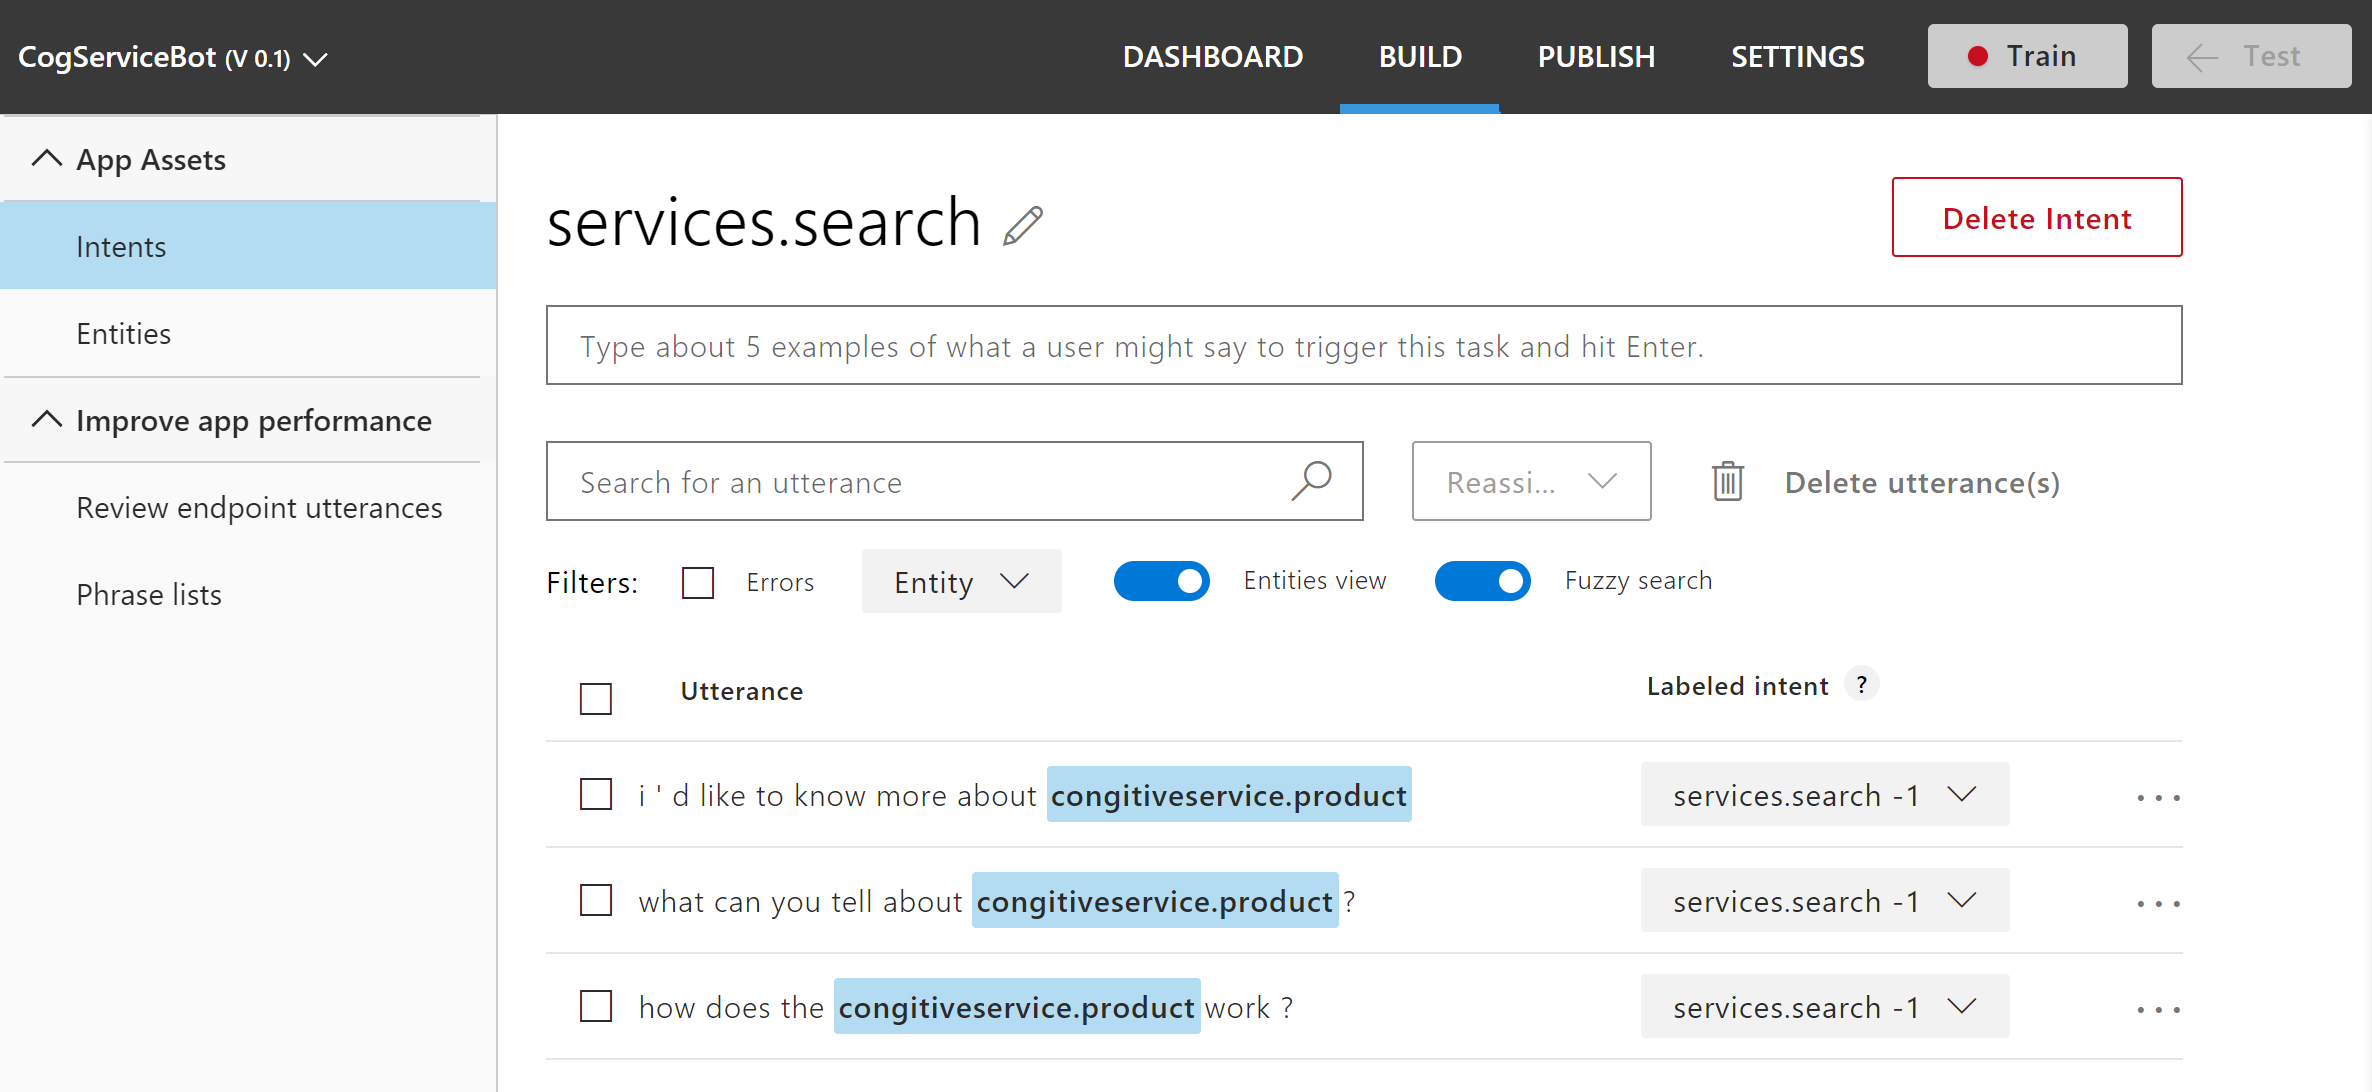 CogServiceBot (V 0.1)
DASHBOARD BUILD PUBLISH SETTINGS Train Test
App Assets
Intents
Entities
Improve app performance
Review endpoint utterances
Phrase lists
services.search
Delete Intent
Type about 5 examples of what a user might say to trigger this task and hit Enter.
Search for an utterance
Reassi...
Delete utterance(s)
Filters: Errors Entity Entities view Fuzzy search
Utterance Labeled intent ?
i ' d like to know more about congitiveservice.product services.search -1
what can you tell about congitiveservice.product ? services.search -1
how does the congitiveservice.product work ? services.search -1